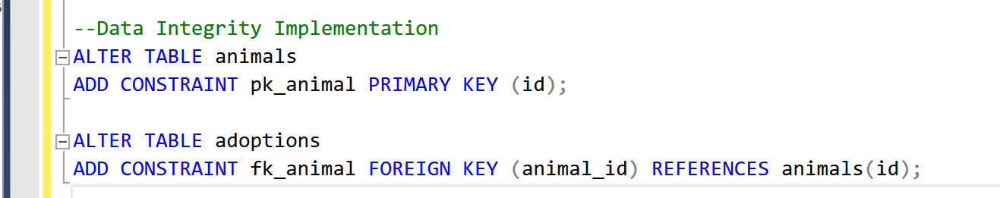 --Data Integrity Implementation
ALTER TABLE animals
ADD CONSTRAINT pk_animal PRIMARY KEY (id);
ALTER TABLE adoptions
ADD CONSTRAINT fk_animal FOREIGN KEY (animal_id) REFERENCES animals(id);